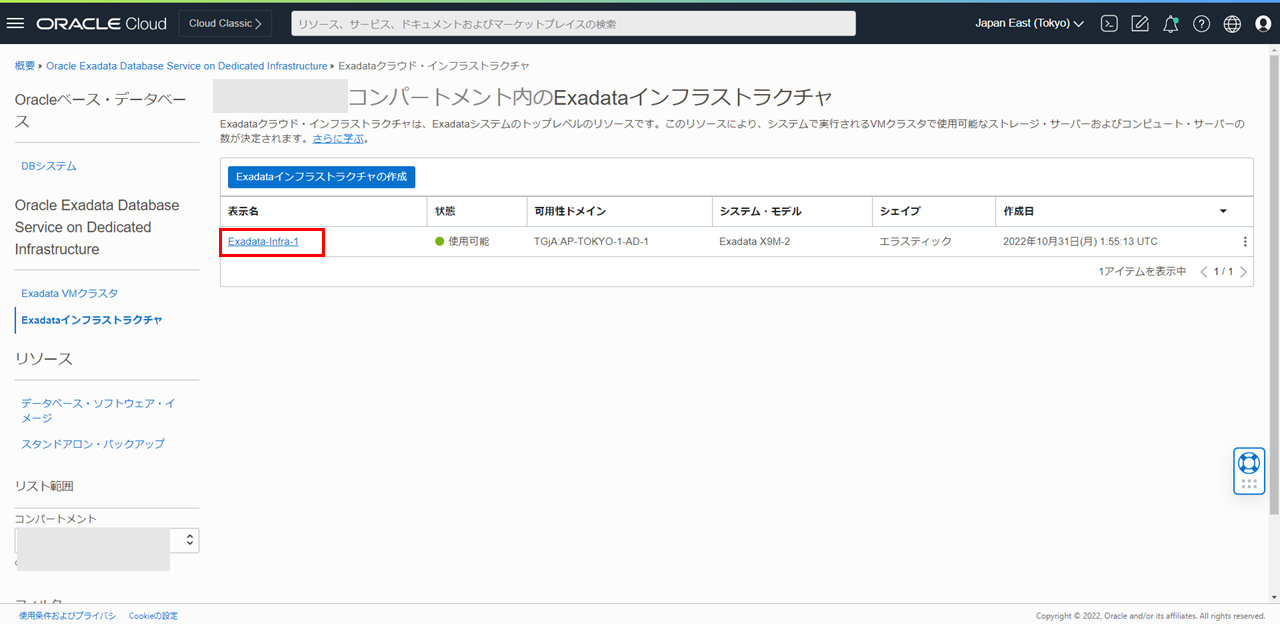 ORACLE Cloud
Cloud Classic
リソース、サービス、ドキュメントおよびマーケットプレイスの検索
Japan East (Tokyo)
概要 » Oracle Exadata Database Service on Dedicated Infrastructure » Exadataクラウド・インフラストラクチャ
Oracleベース・データベー
ス
DBシステム
Oracle Exadata Database
Service on Dedicated
Infrastructure
Exadata VMクラスタ
Exadataインフラストラクチャ
リソース
データベース・ソフトウェア・イ
メージ
スタンドアロン・バックアップ
リスト範囲
コンパートメント
コンパートメント内のExadataインフラストラクチャ
Exadataクラウド・インフラストラクチャは、Exadataシステムのトップレベルのリソースです。このリソースにより、システムで実行されるVMクラスタで使用可能なストレージ・サーバーおよびコンピュート・サーバーの
数が決定されます。さらに学ぶ。
Exadataインフラストラクチャの作成
表示名 状態 可用性ドメイン システム・モデル シェイプ 作成日
Exadata-Infra-1 使用可能 TGjA:AP-TOKYO-1-AD-1 Exadata X9M-2 エラスティック 2022年10月31日(月) 1:55:13 UTC
1アイテムを表示中 1 / 1
使用条件およびプライバシ Cookieの設定
Copyright © 2022, Oracle and/or its affiliates. All rights reserved.